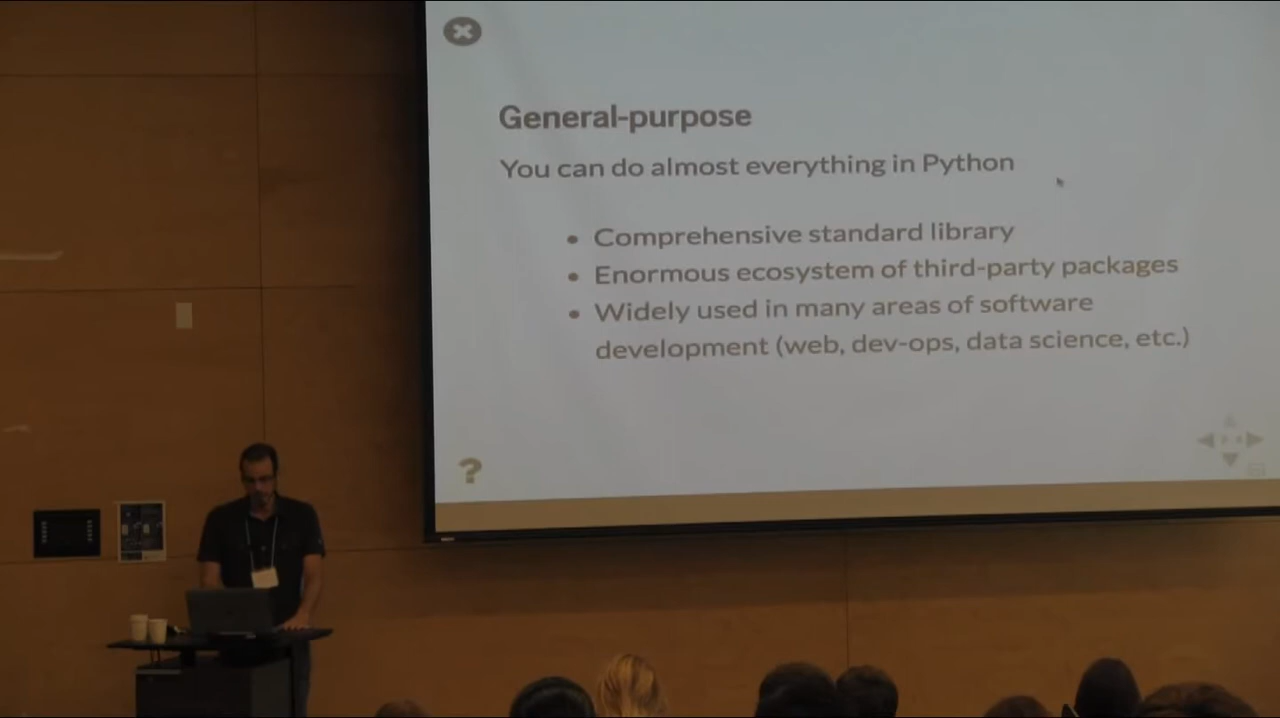 General-purpose
You can do almost everything in Python
• Comprehensive standard library
• Enormous ecosystem of third-party packages
• Widely used in many areas of software
development (web, dev-ops, data science, etc.)
?